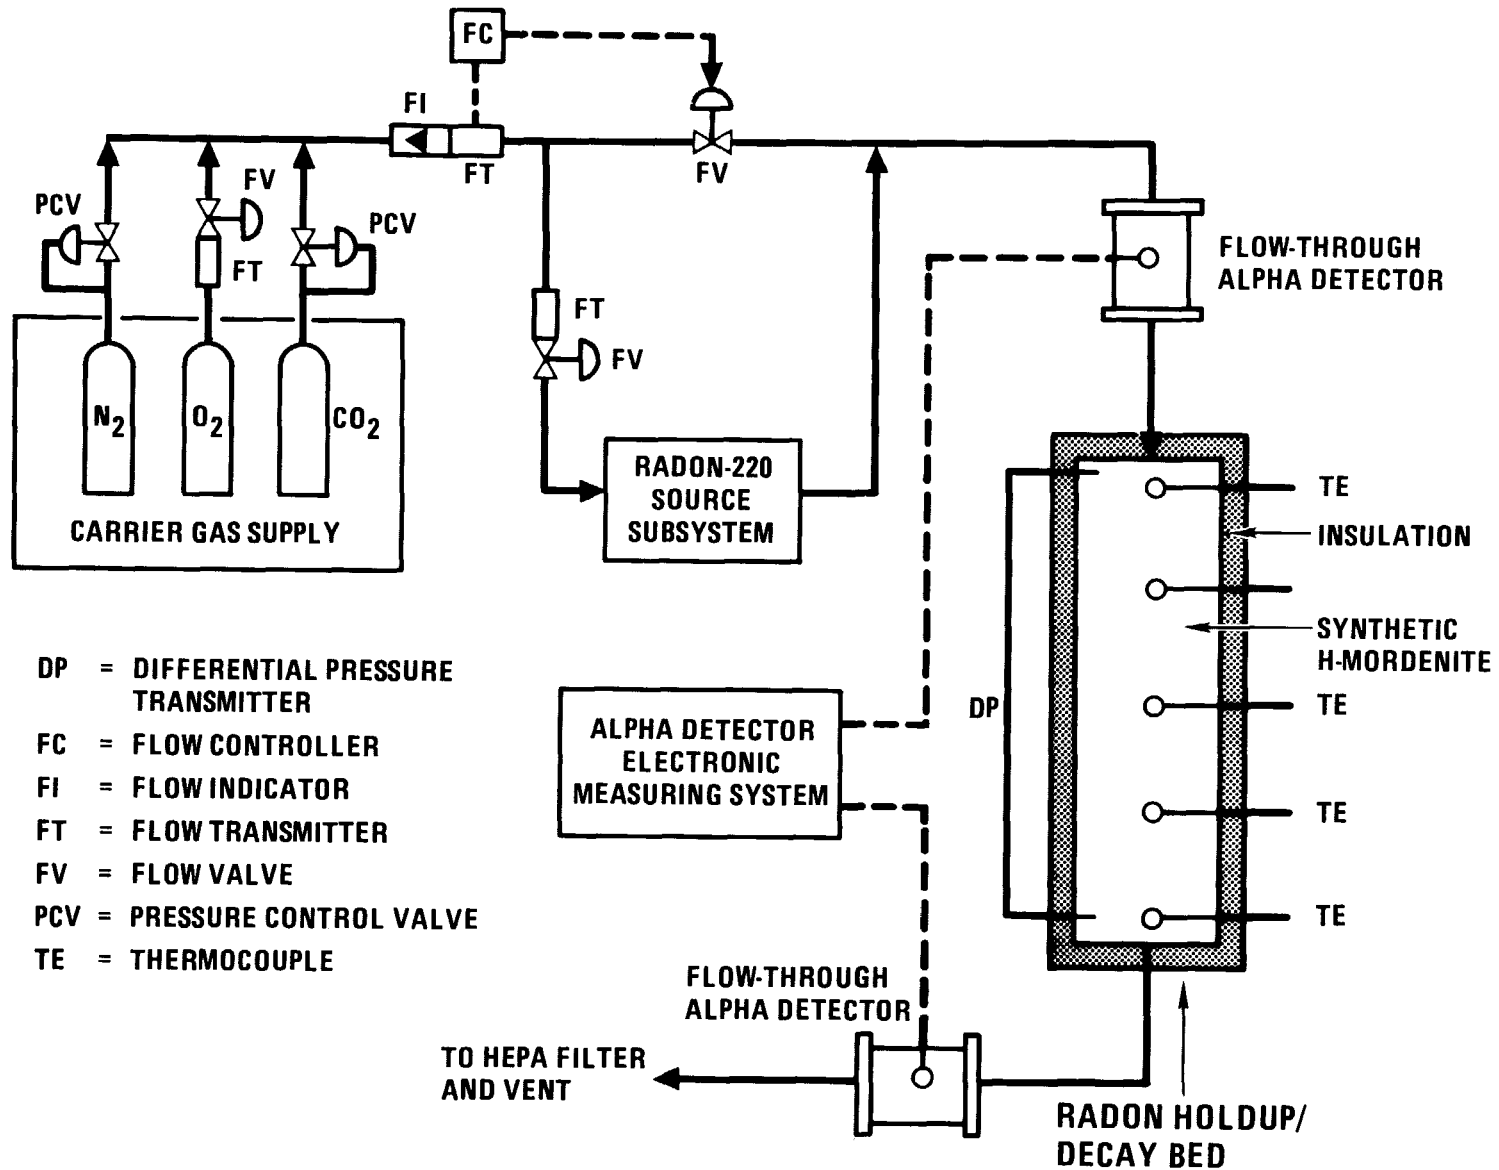 FC
FI
FT
FV
FV
PCV
PCV
FT
FLOW-THROUGH
ALPHA DETECTOR
FT
FV
N2
O2
CO2
CARRIER GAS SUPPLY
RADON-220
SOURCE
SUBSYSTEM
TE
INSULATION
SYNTHETIC
H-MORDENITE
TE
DP
TE
TE
DP = DIFFERENTIAL PRESSURE
TRANSMITTER
FC = FLOW CONTROLLER
FI = FLOW INDICATOR
FT = FLOW TRANSMITTER
FV = FLOW VALVE
PCV = PRESSURE CONTROL VALVE
TE = THERMOCOUPLE
ALPHA DETECTOR
ELECTRONIC
MEASURING SYSTEM
FLOW-THROUGH
ALPHA DETECTOR
TO HEPA FILTER
AND VENT
RADON HOLDUP/
DECAY BED